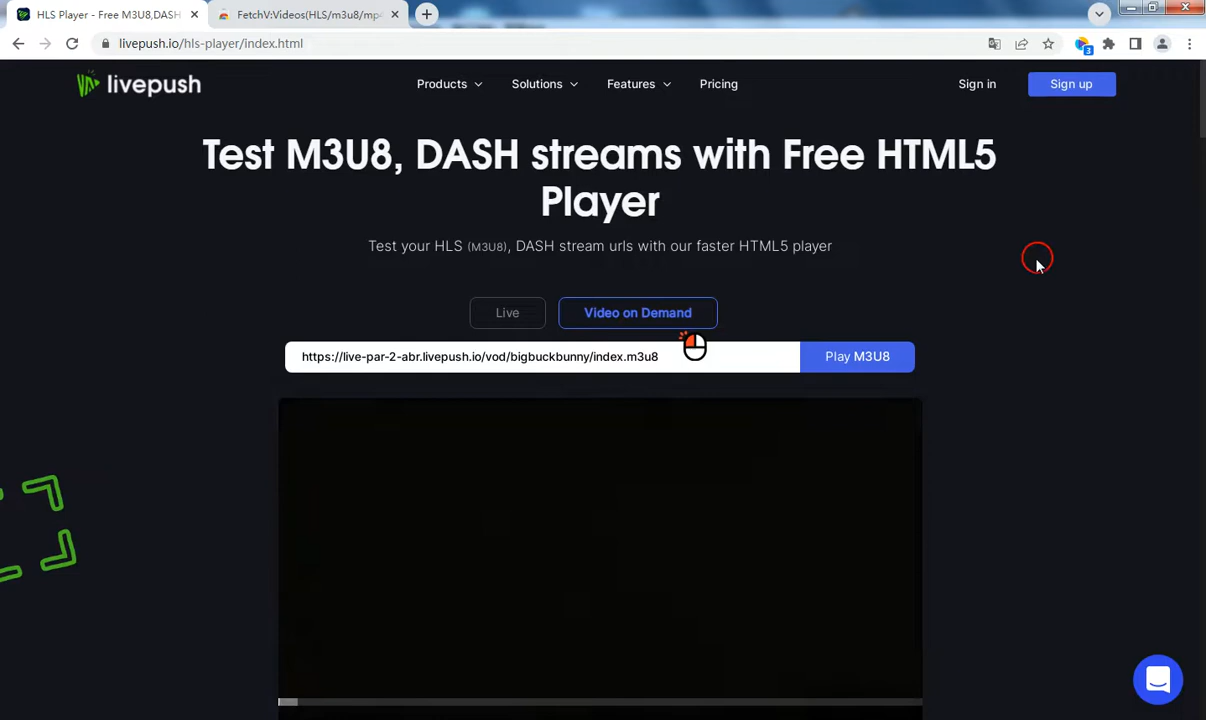 HLS Player - Free M3U8,DASH
FetchV:Videos(HLS/m3u8/mp4
livepush.io/hls-player/index.html
3
livepush
Products
Solutions
Features
Pricing
Sign in
Sign up
Test M3U8, DASH streams with Free HTML5
Player
Test your HLS (M3U8), DASH stream urls with our faster HTML5 player
Live
Video on Demand
https://live-par-2-abr.livepush.io/vod/bigbuckbunny/index.m3u8
Play M3U8